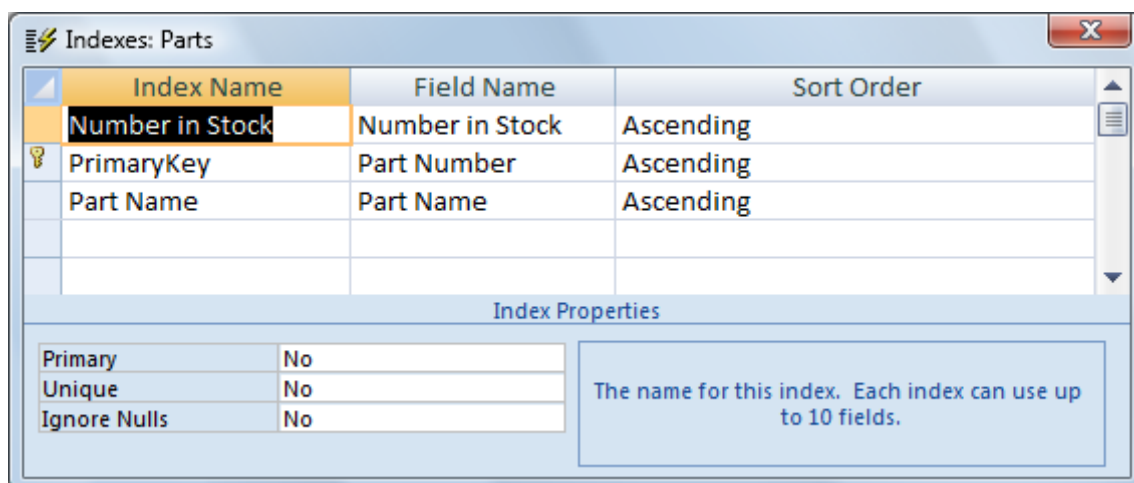 Indexes: Parts
Index Name Field Name Sort Order
Number in Stock Number in Stock Ascending
PrimaryKey Part Number Ascending
Part Name Part Name Ascending
Index Properties
Primary No
Unique No
Ignore Nulls No
The name for this index. Each index can use up
to 10 fields.